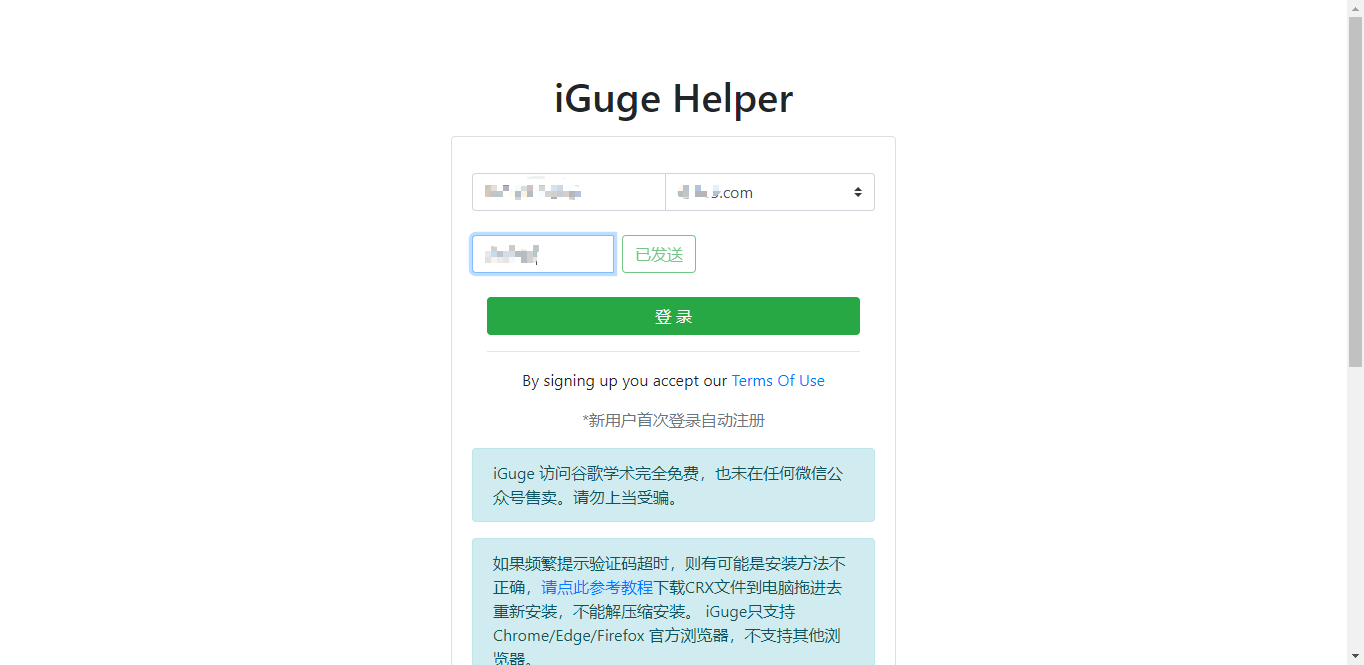 iGuge Helper
.com
已发送
登 录
By signing up you accept our Terms Of Use
*新用户首次登录自动注册
iGuge 访问谷歌学术完全免费，也未在任何微信公
众号售卖。请勿上当受骗。
如果频繁提示验证码超时，则有可能是安装方法不
正确，请点此参考教程下载CRX文件到电脑拖进去
重新安装，不能解压缩安装。 iGuge只支持
Chrome/Edge/Firefox 官方浏览器，不支持其他浏
览器。